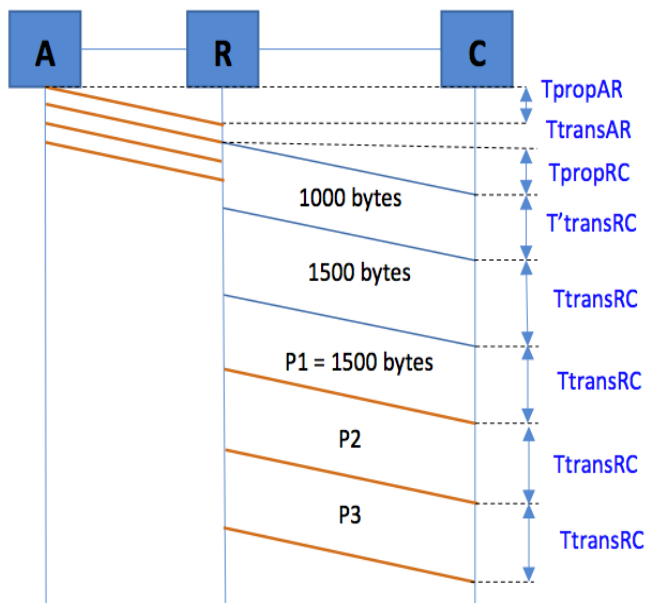 A
R
C
TpropAR
TtransAR
TpropRC
1000 bytes
T'transRC
1500 bytes
TtransRC
P1 = 1500 bytes
TtransRC
P2
TtransRC
P3
TtransRC